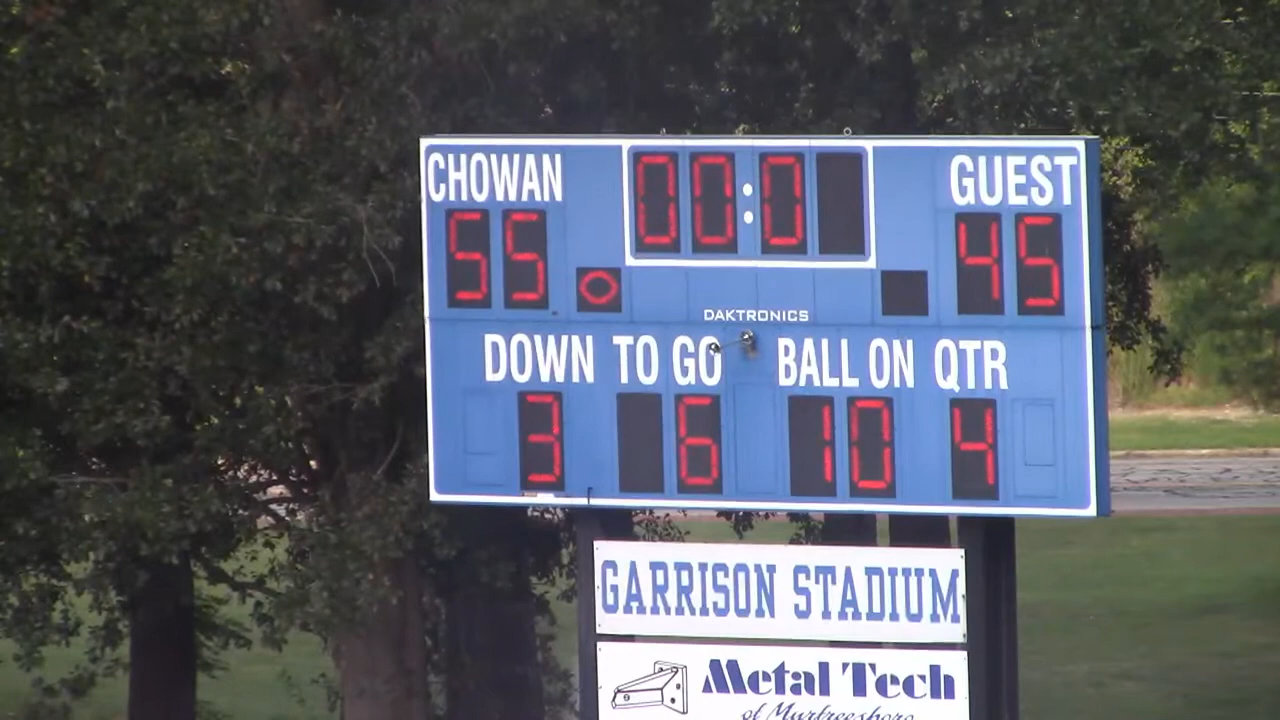 CHOWAN 00:0 GUEST
55 45
DAKTRONICS
DOWN TO GO BALL ON QTR
3 6 10 4
GARRISON STADIUM
Metal Tech
of Murfreesboro